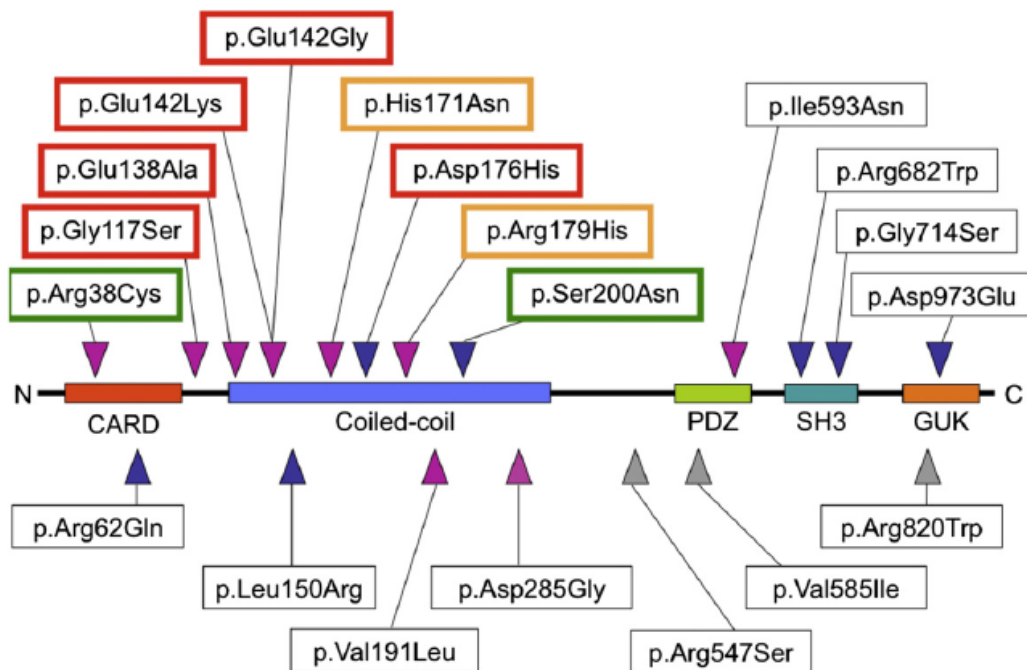 p.Glu142Gly
p.Glu142Lys
p.His171Asn
p.Ile593Asn
p.Glu138Ala
p.Asp176His
p.Arg682Trp
p.Gly117Ser
p.Arg179His
p.Gly714Ser
p.Arg38Cys
p.Ser200Asn
p.Asp973Glu
N
C
CARD
Coiled-coil
PDZ
SH3
GUK
p.Arg62Gln
p.Arg820Trp
p.Leu150Arg
p.Asp285Gly
p.Val585Ile
p.Val191Leu
p.Arg547Ser